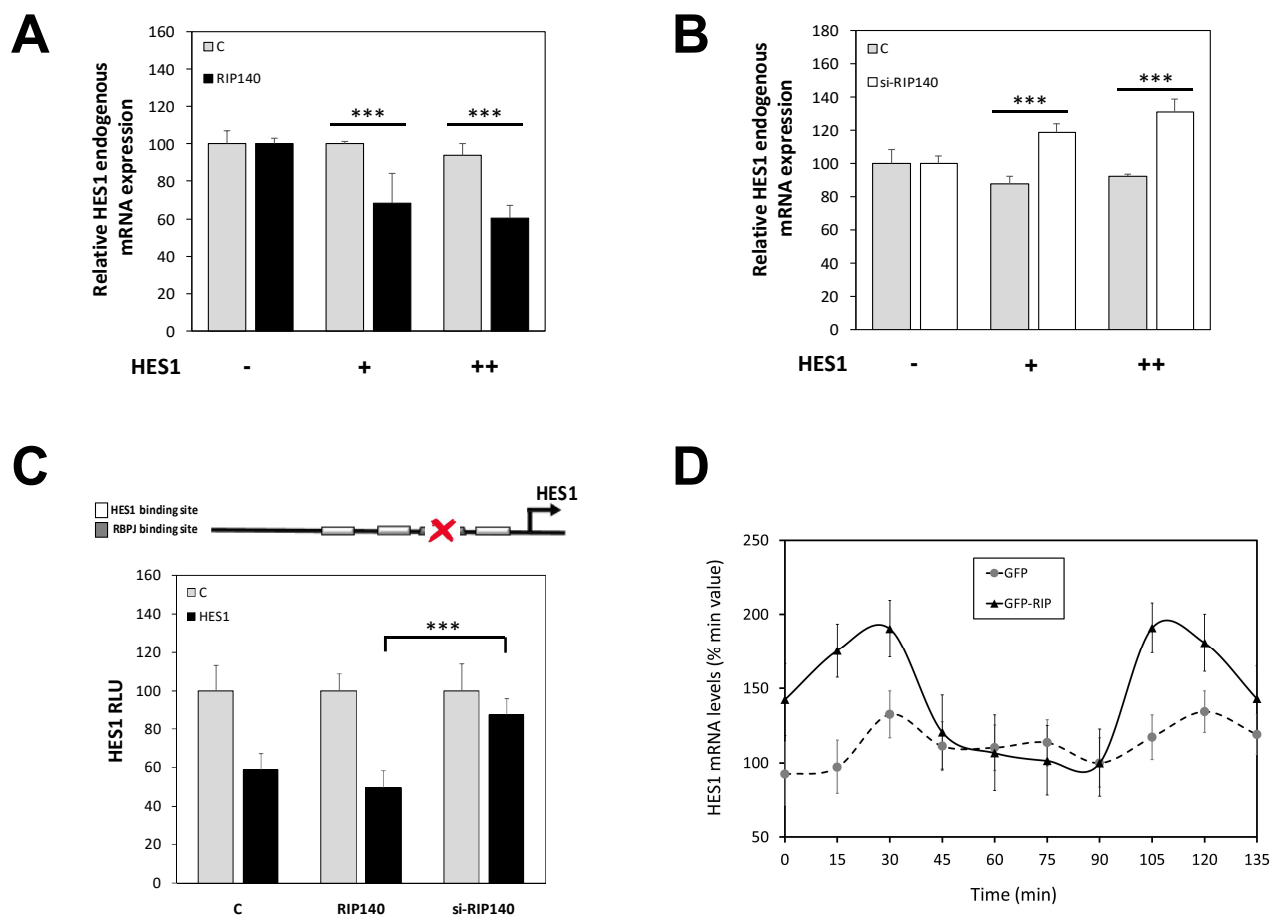 A
Relative HES1 endogenous
mRNA expression
160
140
120
100
80
60
40
20
0
C
RIP140
*** ***
HES1 - + ++
B
Relative HES1 endogenous
mRNA expression
180
160
140
120
100
80
60
40
20
0
C
si-RIP140
*** ***
HES1 - + ++
C
HES1 binding site
RBPJ binding site
HES1
HES1 RLU
160
140
120
100
80
60
40
20
0
C
HES1
***
C RIP140 si-RIP140
D
HES1 mRNA levels (% min value)
250
200
150
100
50
GFP
GFP-RIP
0 15 30 45 60 75 90 105 120 135
Time (min)